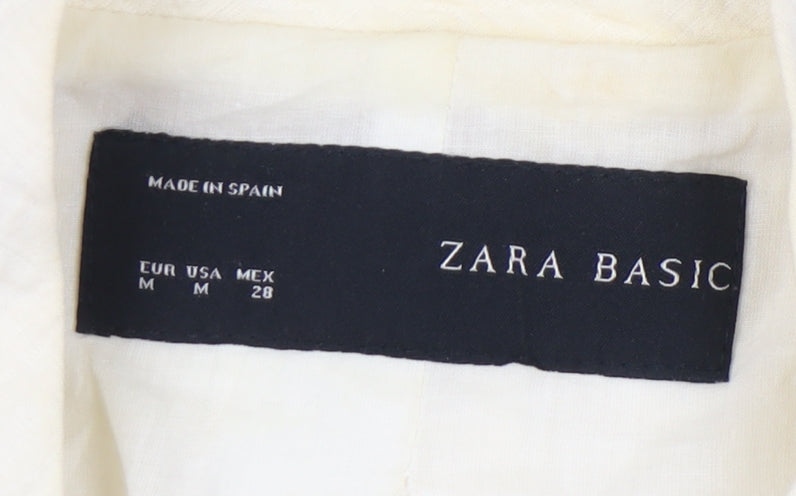 MADE IN SPAIN
EUR USA MEX
M M 28
ZARA BASIC